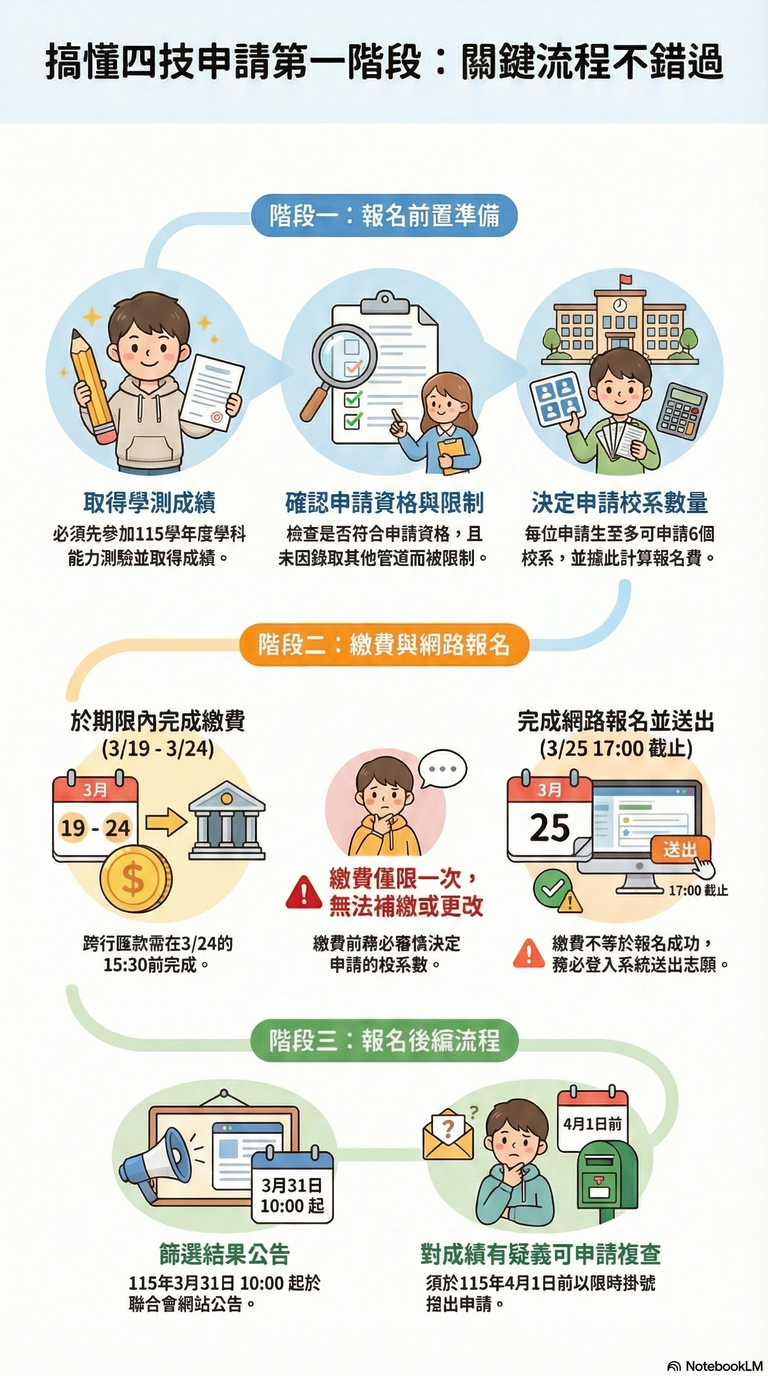 搞懂四技申請第一階段：關鍵流程不錯過
階段一：報名前置準備
取得學測成績
必須先參加115學年度學科
能力測驗並取得成績。
確認申請資格與限制
檢查是否符合申請資格，且
未因錄取其他管道而被限制。
決定申請校系數量
每位申請生至多可申請6個
校系，並據此計算報名費。
階段二：繳費與網路報名
於期限內完成繳費
(3/19 - 3/24)
3月
19 - 24
$
跨行匯款需在3/24的
15:30前完成。
繳費僅限一次，
無法補繳或更改
繳費前務必審慎決定
申請的校系數。
完成網路報名並送出
(3/25 17:00 截止)
3月
25
送出
17:00 截止
繳費不等於報名成功，
務必登入系統送出志願。
階段三：報名後編流程
3月31日
10:00 起
篩選結果公告
115年3月31日 10:00 起於
聯合會網站公告。
?
?
4月1日前
對成績有疑義可申請複查
須於115年4月1日前以限時掛號
提出申請。
NotebookLM